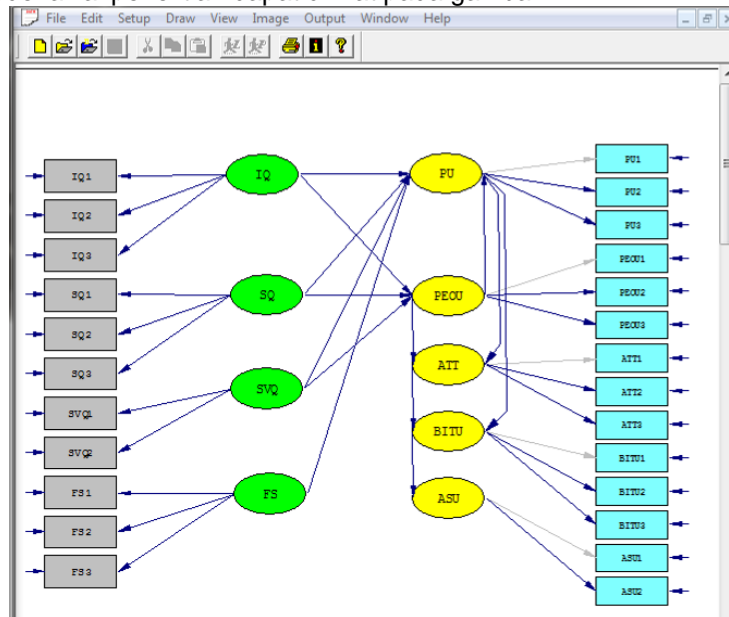 File Edit Setup Draw View Image Output Window Help
IQ1
IQ2
IQ3
SQ1
SQ2
SQ3
SVQ1
SVQ2
FS1
FS2
FS3
IQ
SQ
SVQ
FS
PU
PEOU
ATT
BITU
ASU
PU1
PU2
PU3
PEOU1
PEOU2
PEOU3
ATT1
ATT2
ATT3
BITU1
BITU2
BITU3
ASU1
ASU2